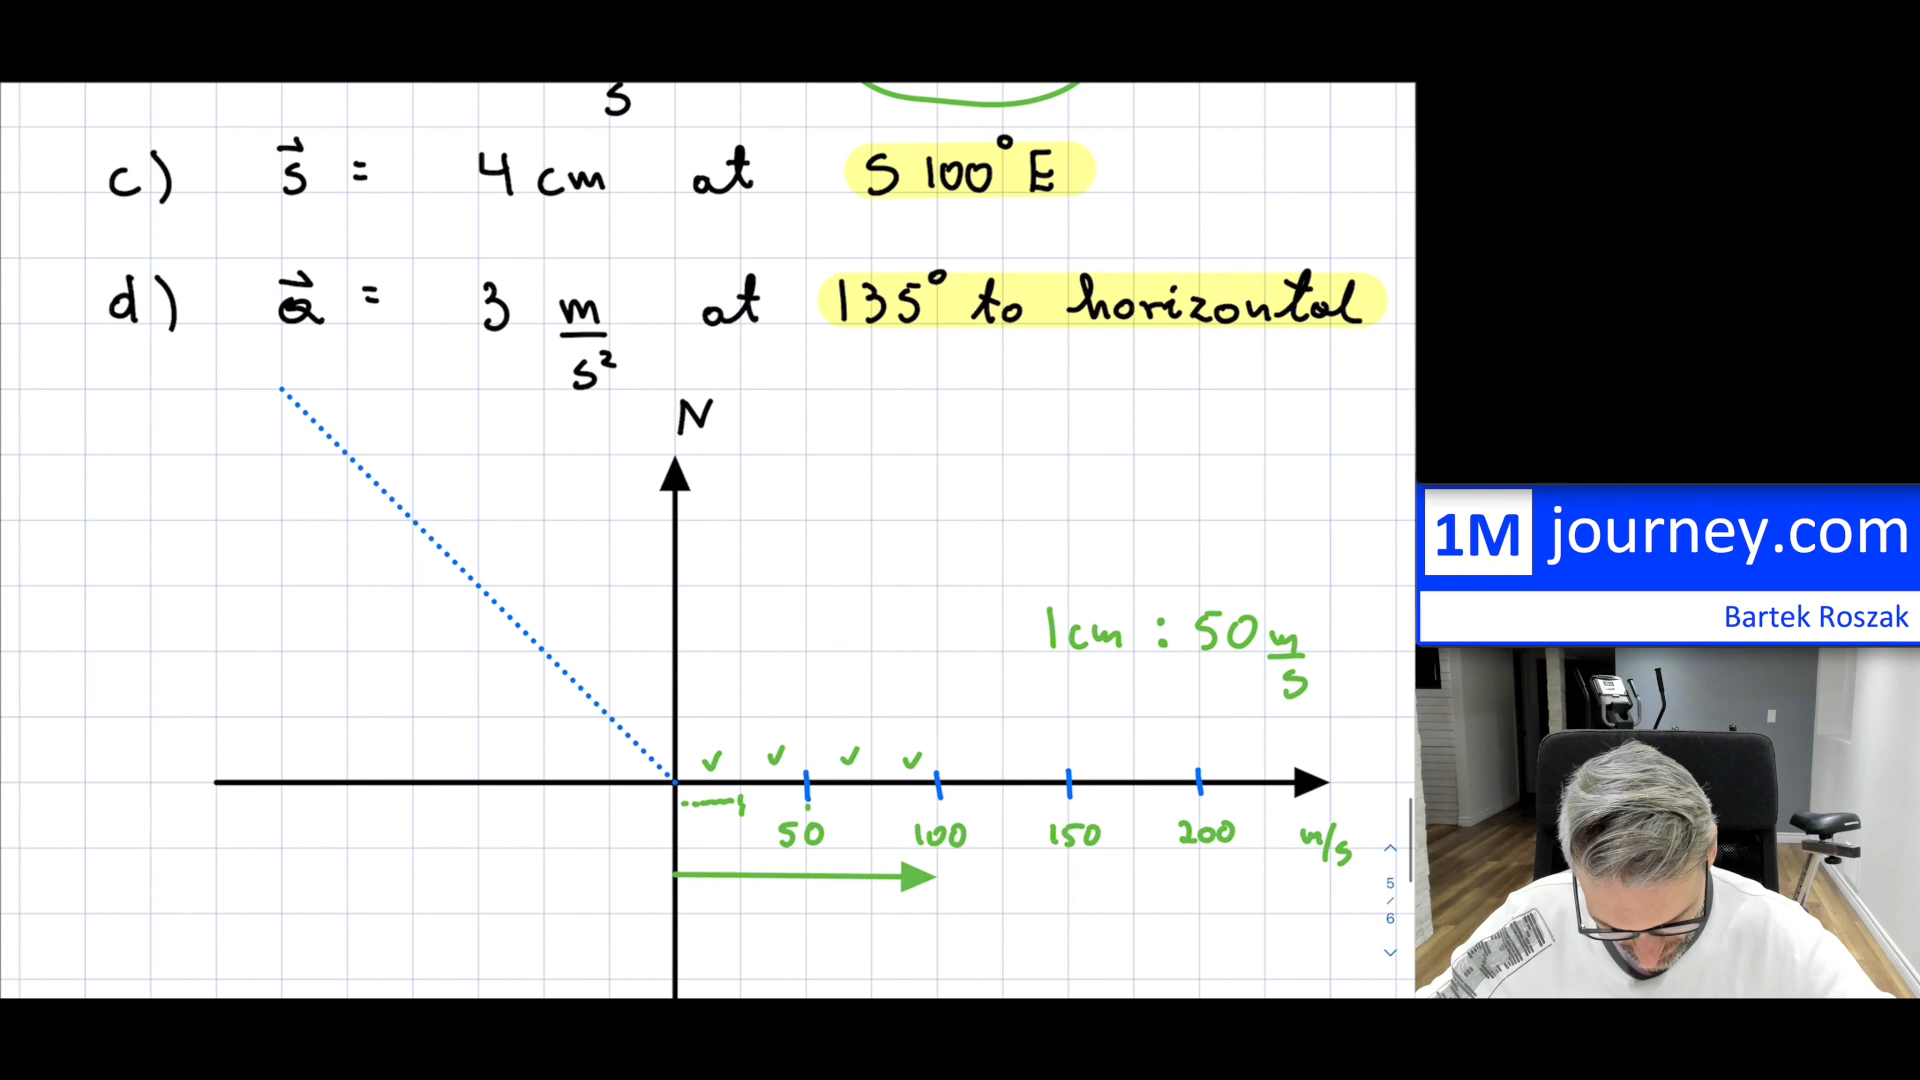 s
c) s⃗ = 4 cm at S 100° E
d) a⃗ = 3 m/s² at 135° to horizontal
N
1cm : 50 m/s
50 100 150 200 m/s
5
/
6
1M journey.com
Bartek Roszak